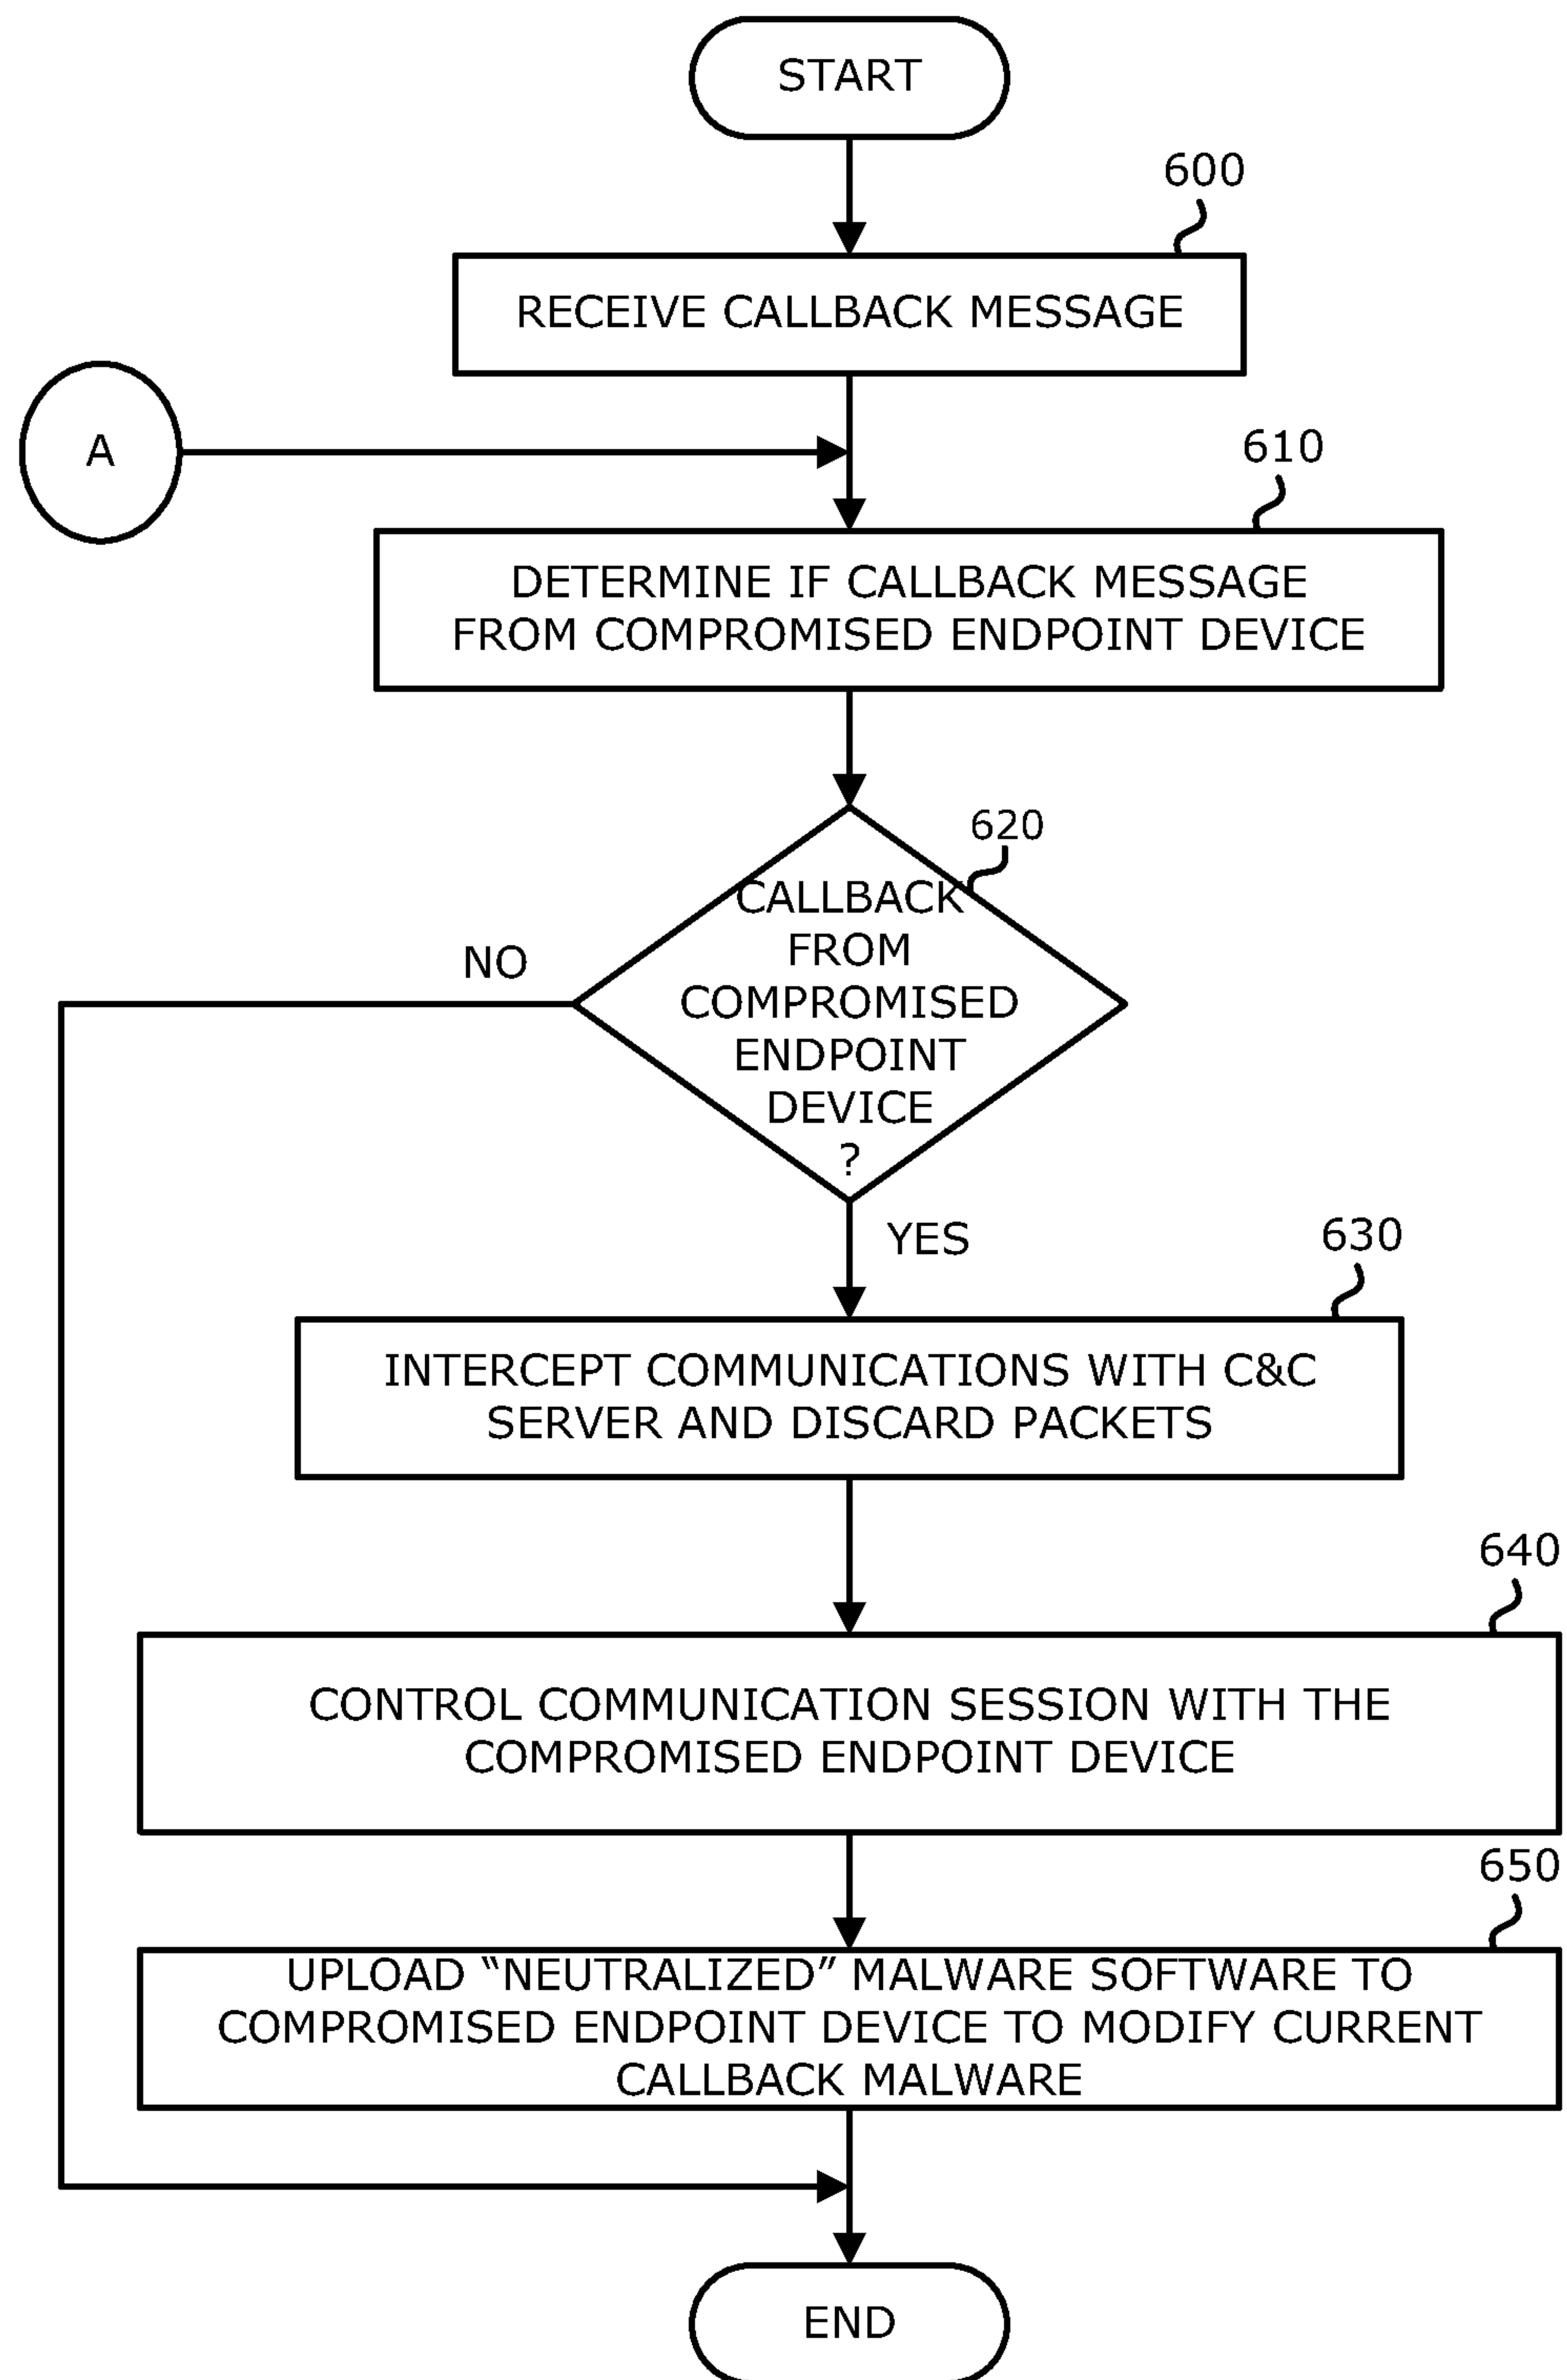 START
600
RECEIVE CALLBACK MESSAGE
A
610
DETERMINE IF CALLBACK MESSAGE
FROM COMPROMISED ENDPOINT DEVICE
620
CALLBACK
FROM
COMPROMISED
ENDPOINT
DEVICE
?
NO
YES
630
INTERCEPT COMMUNICATIONS WITH C&C
SERVER AND DISCARD PACKETS
640
CONTROL COMMUNICATION SESSION WITH THE
COMPROMISED ENDPOINT DEVICE
650
UPLOAD “NEUTRALIZED” MALWARE SOFTWARE TO
COMPROMISED ENDPOINT DEVICE TO MODIFY CURRENT
CALLBACK MALWARE
END